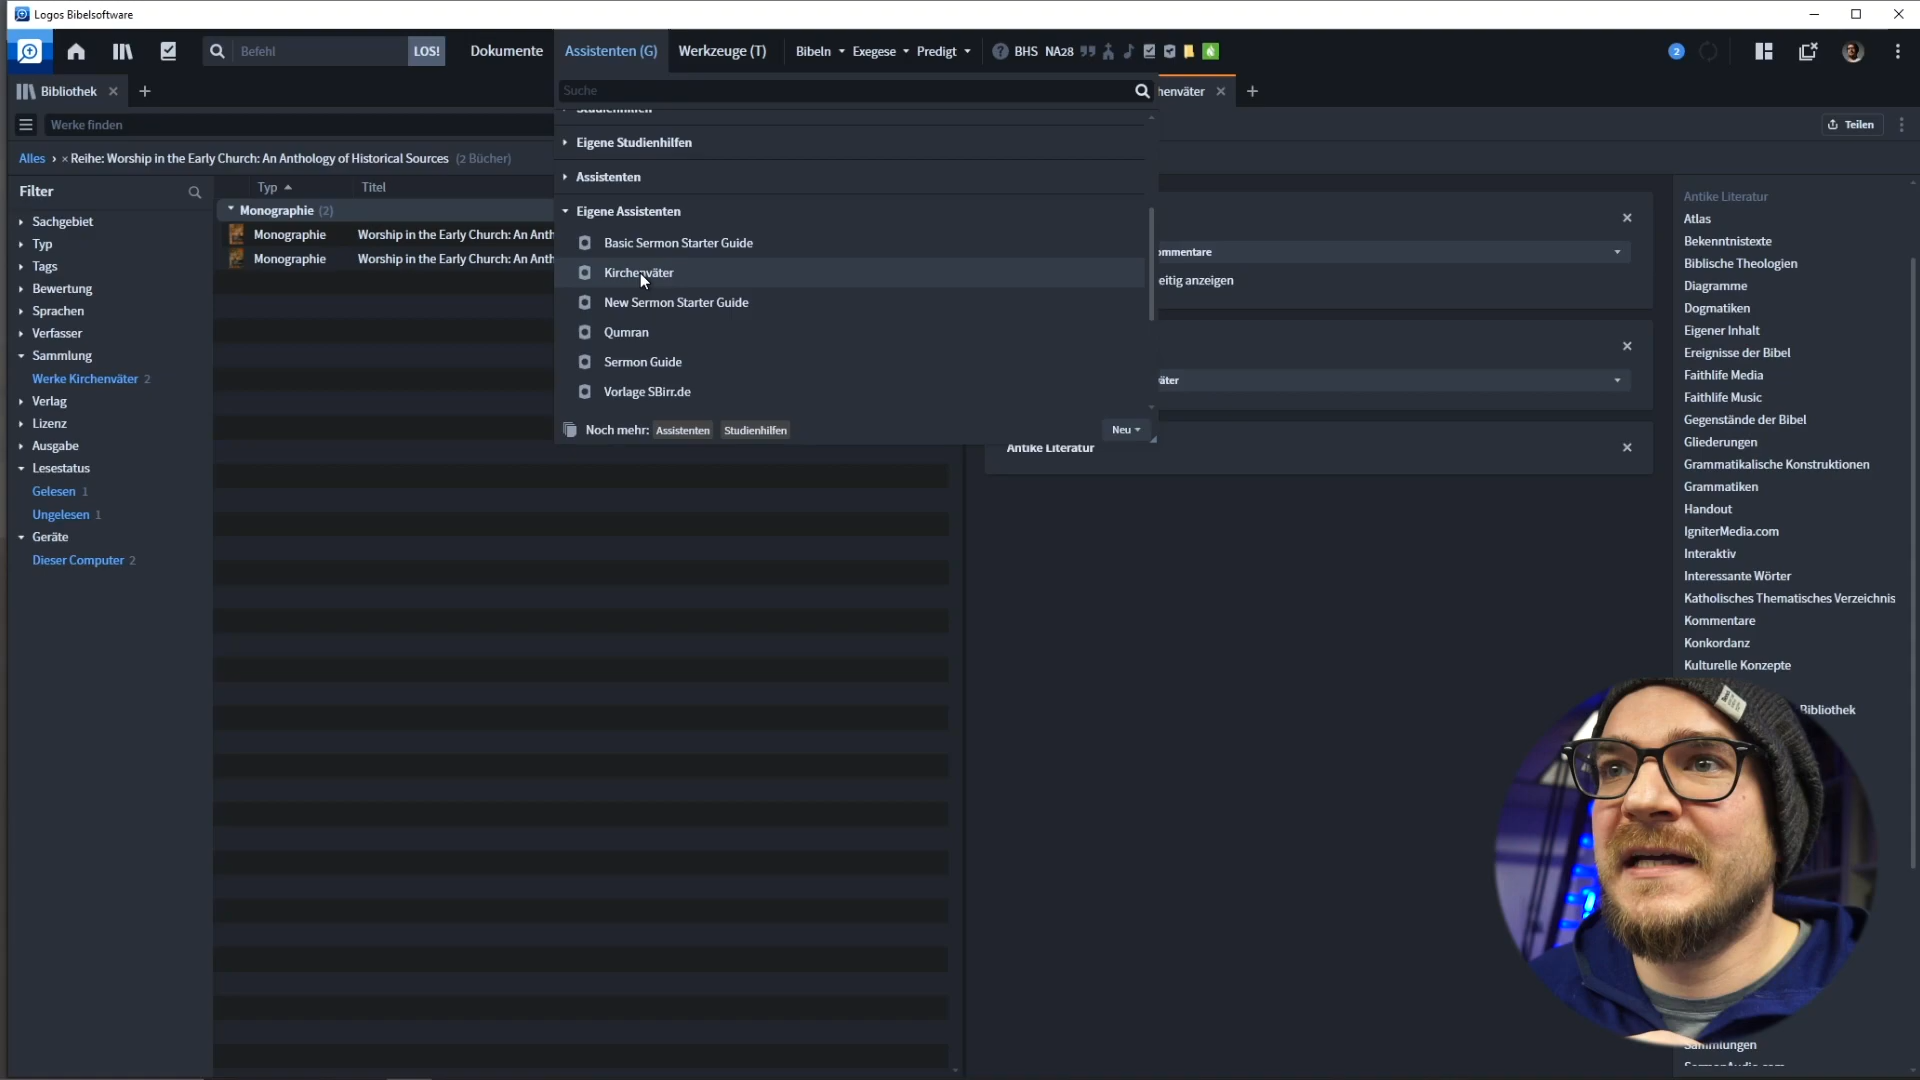 Logos Bibelsoftware
Befehl
LOS!
Dokumente
Assistenten (G)
Werkzeuge (T)
Bibeln
Exegese
Predigt
BHS
NA28
2
Bibliothek
Suche
henväter
Werke finden
Teilen
Alles › × Reihe: Worship in the Early Church: An Anthology of Historical Sources (2 Bücher)
Filter
Sachgebiet
Typ
Tags
Bewertung
Sprachen
Verfasser
Sammlung
Werke Kirchenväter 2
Verlag
Lizenz
Ausgabe
Lesestatus
Gelesen 1
Ungelesen 1
Geräte
Dieser Computer 2
Typ
Titel
Monographie (2)
Monographie Worship in the Early Church: An Anth
Monographie Worship in the Early Church: An Anth
Eigene Studienhilfen
Assistenten
Eigene Assistenten
Basic Sermon Starter Guide
Kirchenväter
New Sermon Starter Guide
Qumran
Sermon Guide
Vorlage SBirr.de
Noch mehr: Assistenten Studienhilfen
Neu
ommentare
eitig anzeigen
äter
Antike Literatur
Antike Literatur
Atlas
Bekenntnistexte
Biblische Theologien
Diagramme
Dogmatiken
Eigener Inhalt
Ereignisse der Bibel
Faithlife Media
Faithlife Music
Gegenstände der Bibel
Gliederungen
Grammatikalische Konstruktionen
Grammatiken
Handout
IgniterMedia.com
Interaktiv
Interessante Wörter
Katholisches Thematisches Verzeichnis
Kommentare
Konkordanz
Kulturelle Konzepte
Bibliothek
Sammlungen